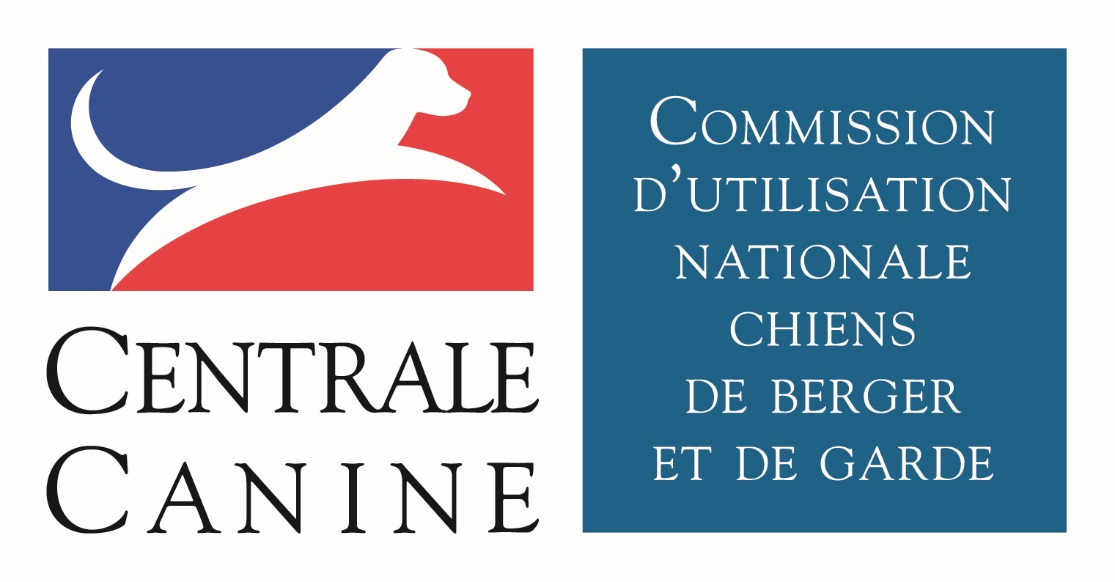 CENTRALE
CANINE
COMMISSION
D'UTILISATION
NATIONALE
CHIENS
DE BERGER
ET DE GARDE